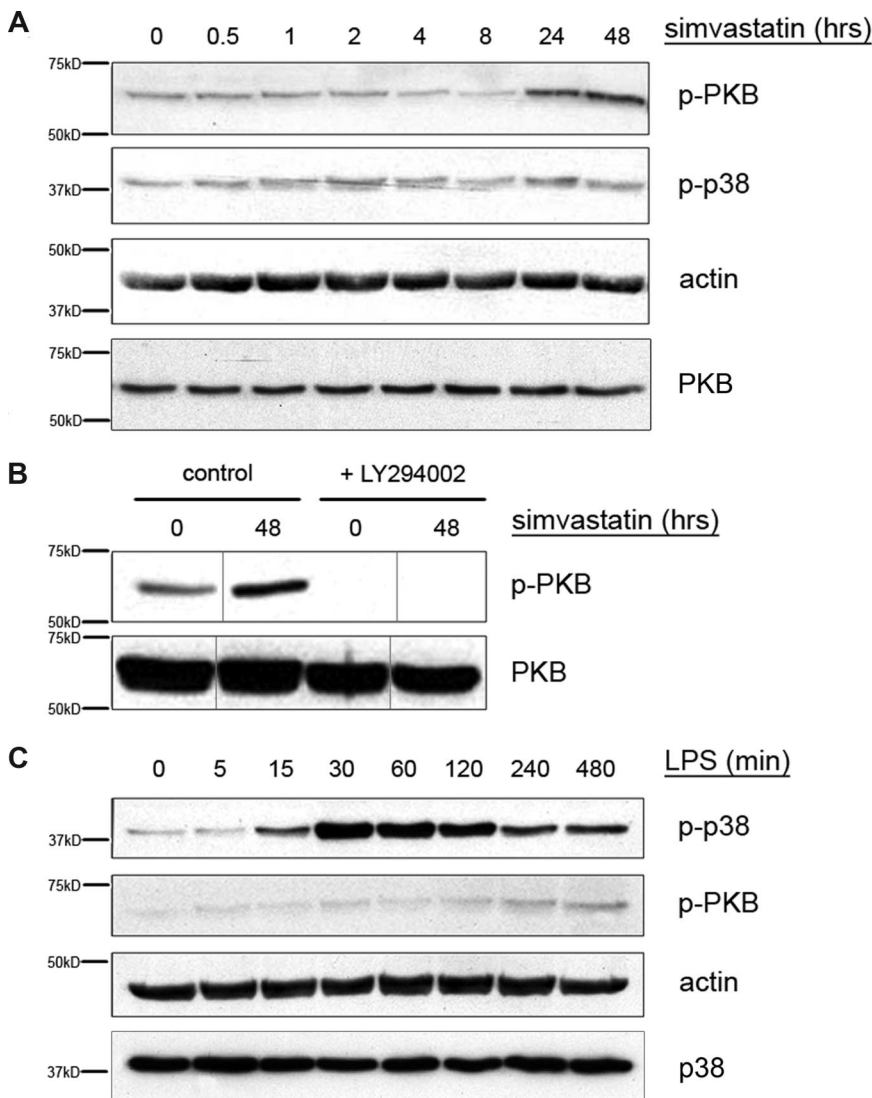 A
0 0.5 1 2 4 8 24 48 simvastatin (hrs)
75kD
p-PKB
50kD
37kD p-p38
50kD
actin
37kD
75kD
PKB
50kD
B
control + LY294002
0 48 0 48 simvastatin (hrs)
75kD
p-PKB
50kD
75kD
PKB
50kD
C
0 5 15 30 60 120 240 480 LPS (min)
p-p38
37kD
75kD
p-PKB
50kD
actin
p38
37kD